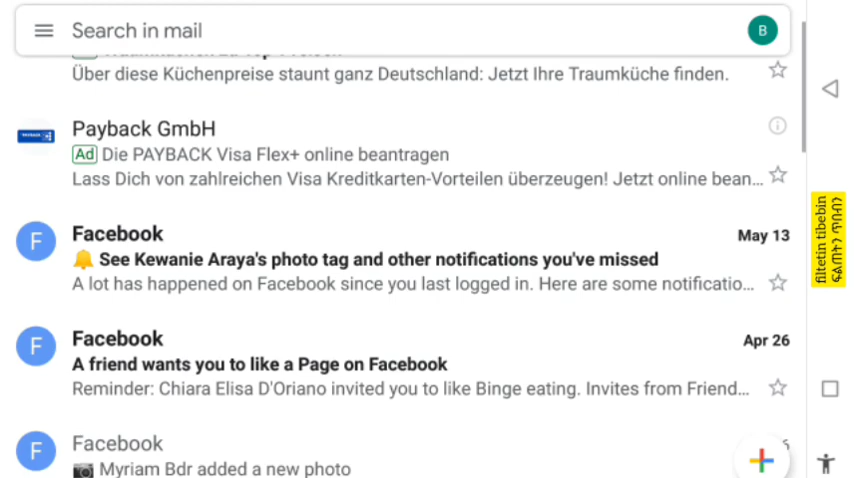 Search in mail
B
Über diese Küchenpreise staunt ganz Deutschland: Jetzt Ihre Traumküche finden.
PAYBACK
Payback GmbH
Ad Die PAYBACK Visa Flex+ online beantragen
Lass Dich von zahlreichen Visa Kreditkarten-Vorteilen überzeugen! Jetzt online bean...
F
Facebook
May 13
🔔 See Kewanie Araya's photo tag and other notifications you've missed
A lot has happened on Facebook since you last logged in. Here are some notificatio...
F
Facebook
Apr 26
A friend wants you to like a Page on Facebook
Reminder: Chiara Elisa D'Oriano invited you to like Binge eating. Invites from Friend...
F
Facebook
📷 Myriam Bdr added a new photo
filtetin tibebin
ፍልጠትን ጥበብን